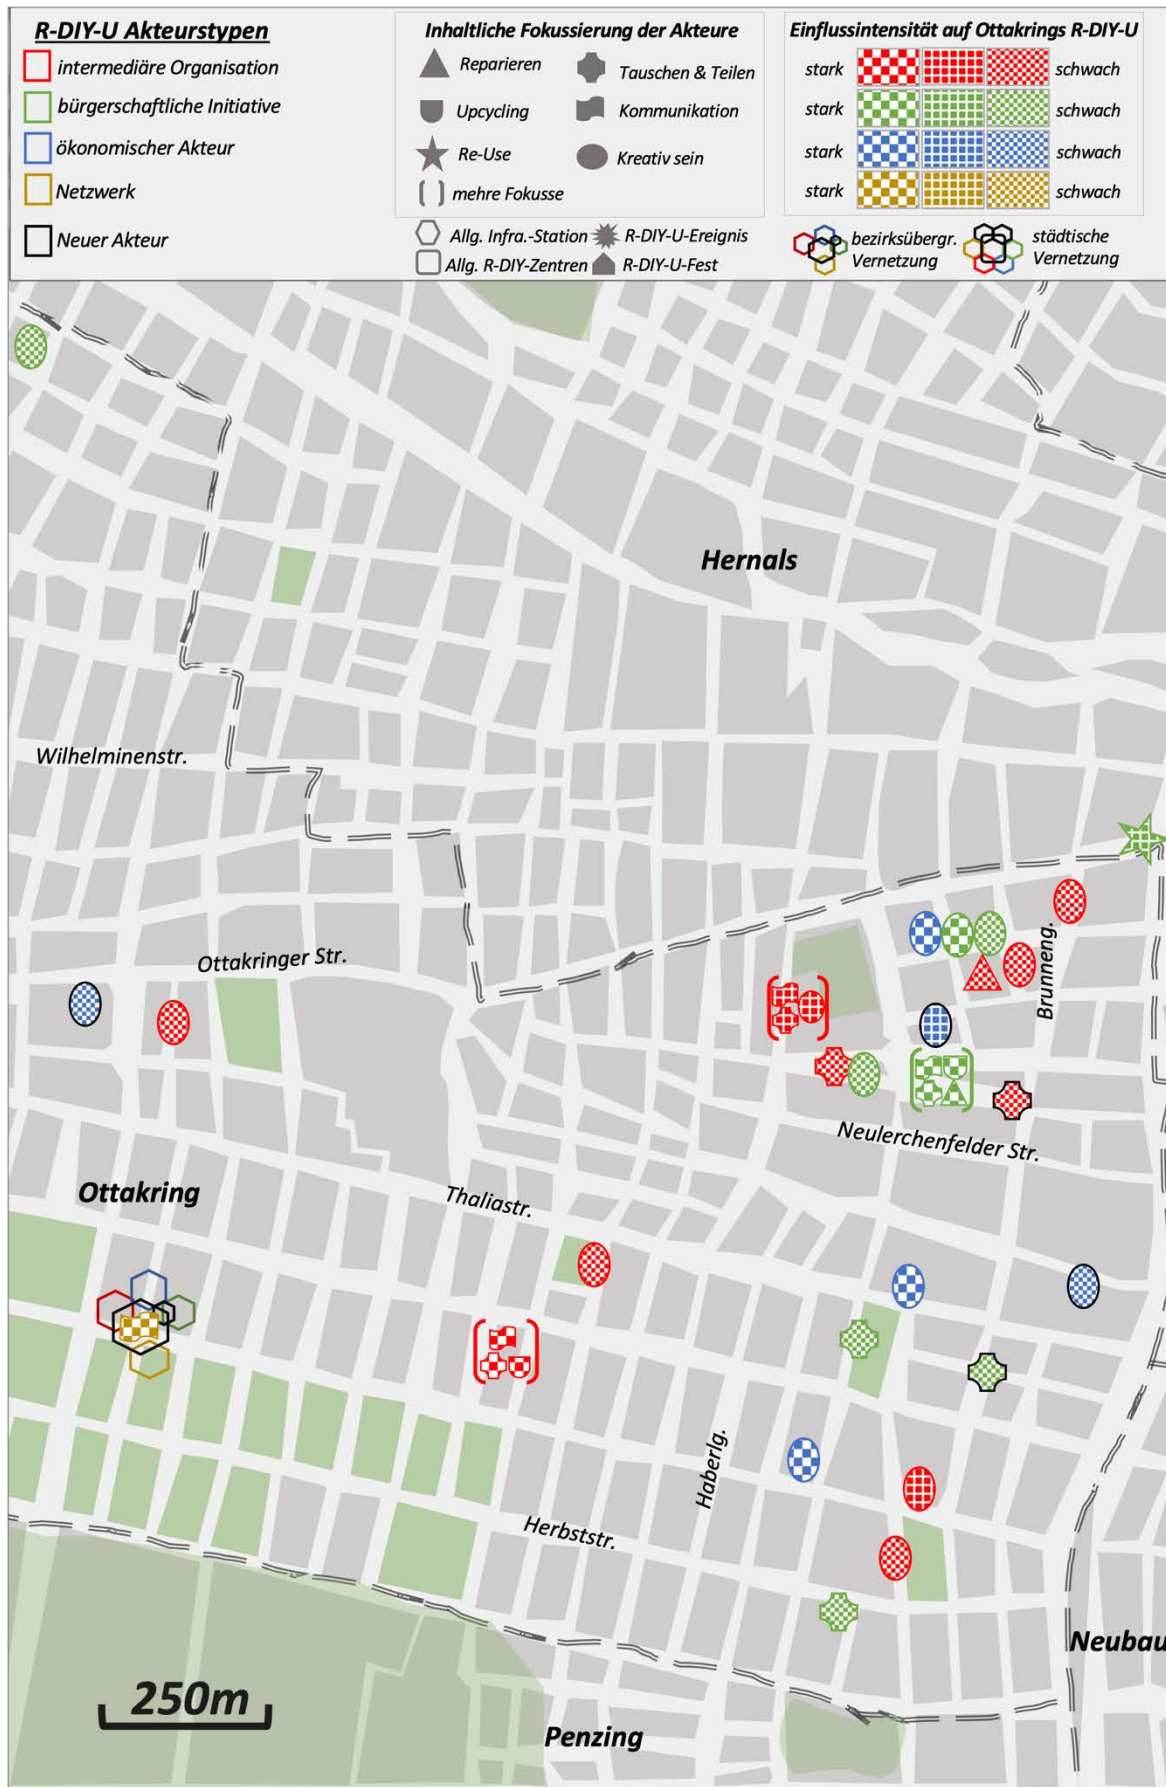 R-DIY-U Akteurstypen
intermediäre Organisation
bürgerschaftliche Initiative
ökonomischer Akteur
Netzwerk
Neuer Akteur
Inhaltliche Fokussierung der Akteure
Reparieren
Tauschen & Teilen
Upcycling
Kommunikation
Re-Use
Kreativ sein
mehre Fokusse
Allg. Infra.-Station
R-DIY-U-Ereignis
Allg. R-DIY-Zentren
R-DIY-U-Fest
Einflussintensität auf Ottakrings R-DIY-U
stark schwach
stark schwach
stark schwach
stark schwach
bezirksübergr.
Vernetzung
städtische
Vernetzung
Hernals
Wilhelminenstr.
Ottakringer Str.
Brunneng.
Neulerchenfelder Str.
Ottakring
Thaliastr.
Haberlg.
Herbststr.
Neubau
250m
Penzing